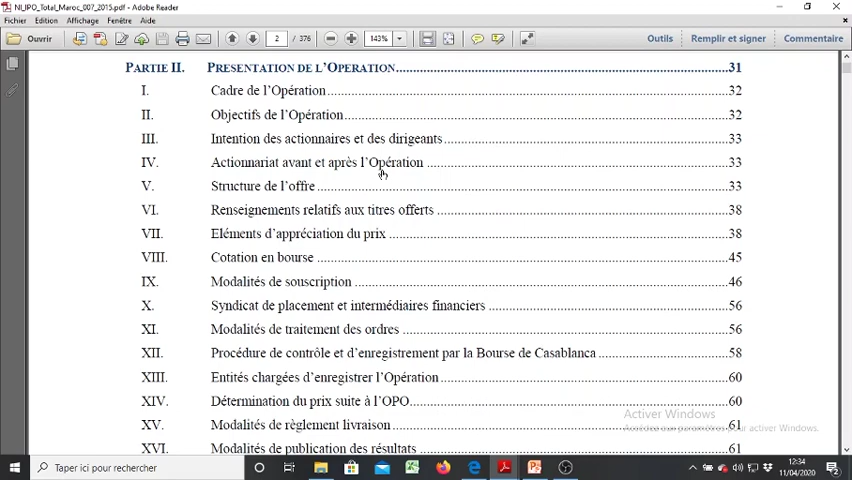 NI_IPO_Total_Maroc_007_2015.pdf - Adobe Reader
Fichier Edition Affichage Fenêtre Aide
Ouvrir 2 / 376 143% Outils Remplir et signer Commentaire
PARTIE II. PRESENTATION DE L'OPERATION 31
I. Cadre de l'Opération 32
II. Objectifs de l'Opération 32
III. Intention des actionnaires et des dirigeants 33
IV. Actionnariat avant et après l'Opération 33
V. Structure de l'offre 33
VI. Renseignements relatifs aux titres offerts 38
VII. Eléments d'appréciation du prix 38
VIII. Cotation en bourse 45
IX. Modalités de souscription 46
X. Syndicat de placement et intermédiaires financiers 56
XI. Modalités de traitement des ordres 56
XII. Procédure de contrôle et d'enregistrement par la Bourse de Casablanca 58
XIII. Entités chargées d'enregistrer l'Opération 60
XIV. Détermination du prix suite à l'OPO 60
XV. Modalités de règlement livraison 61
XVI. Modalités de publication des résultats 61
Activer Windows
Accédez aux paramètres pour activer Windows.
Taper ici pour rechercher
12:34
11/04/2020
2